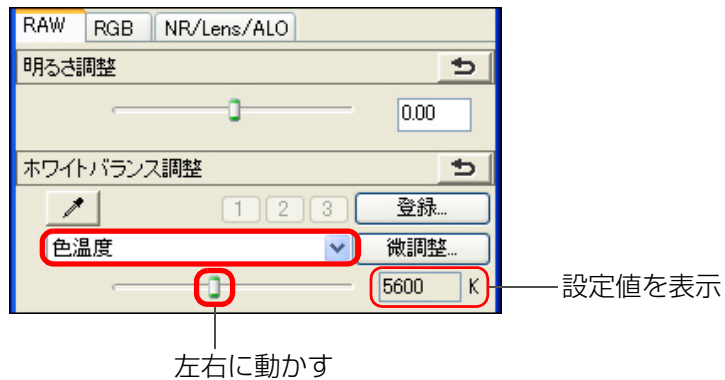 RAW RGB NR/Lens/ALO
明るさ調整
0.00
ホワイトバランス調整
1 2 3 登録...
色温度 微調整...
5600 K 設定値を表示
左右に動かす